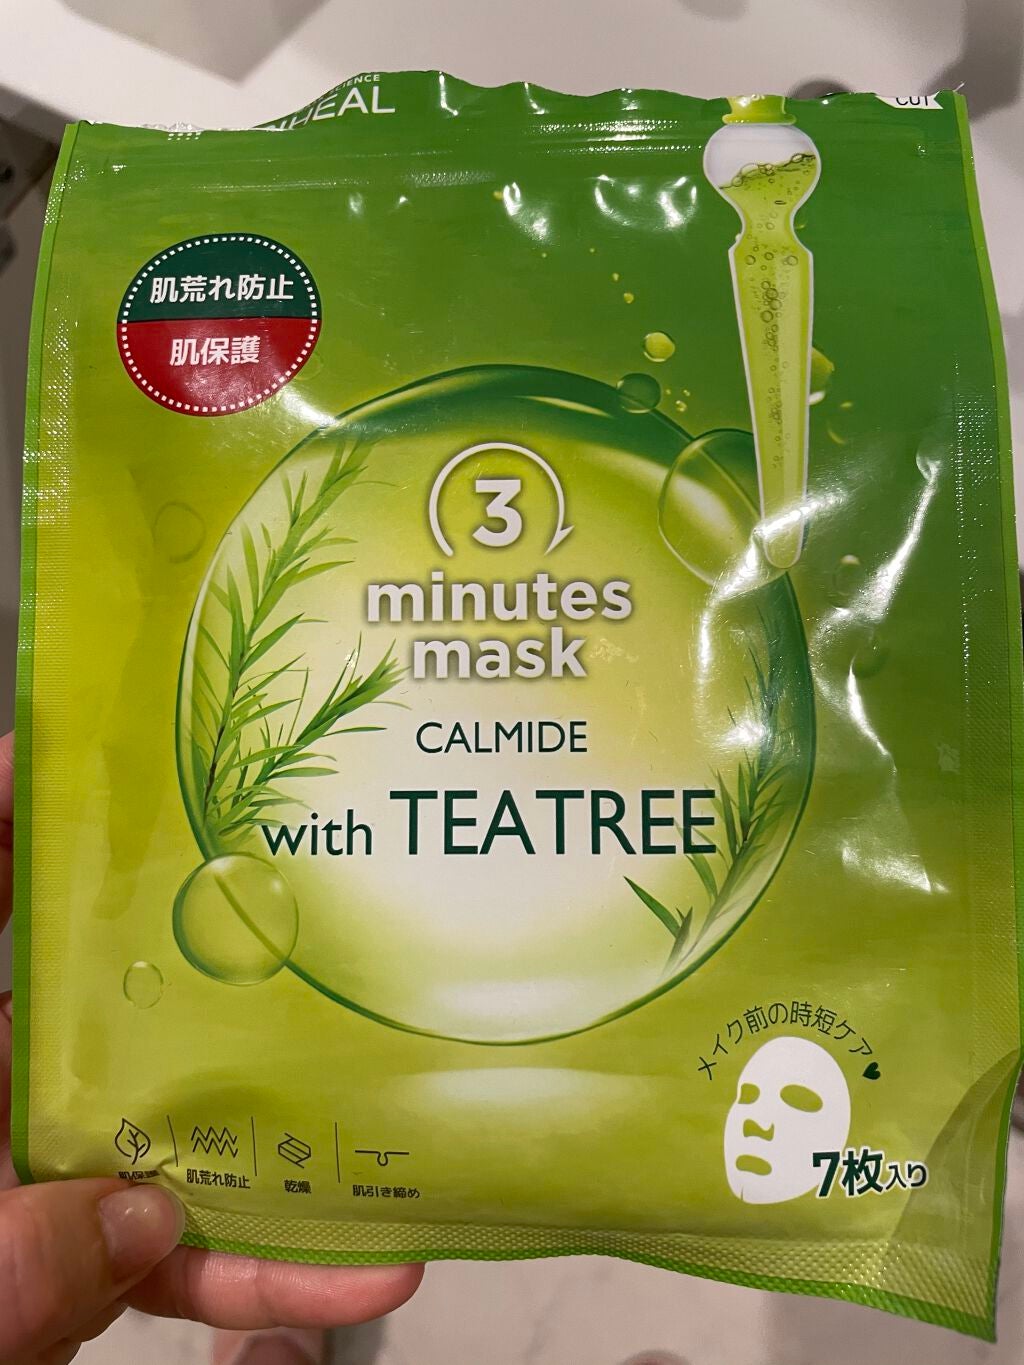 CUT
肌荒れ防止
肌保護
3
minutes
mask
CALMIDE
with TEATREE
メイク前の時短ケア
7枚入り
肌保護
肌荒れ防止
乾燥
肌引き締め